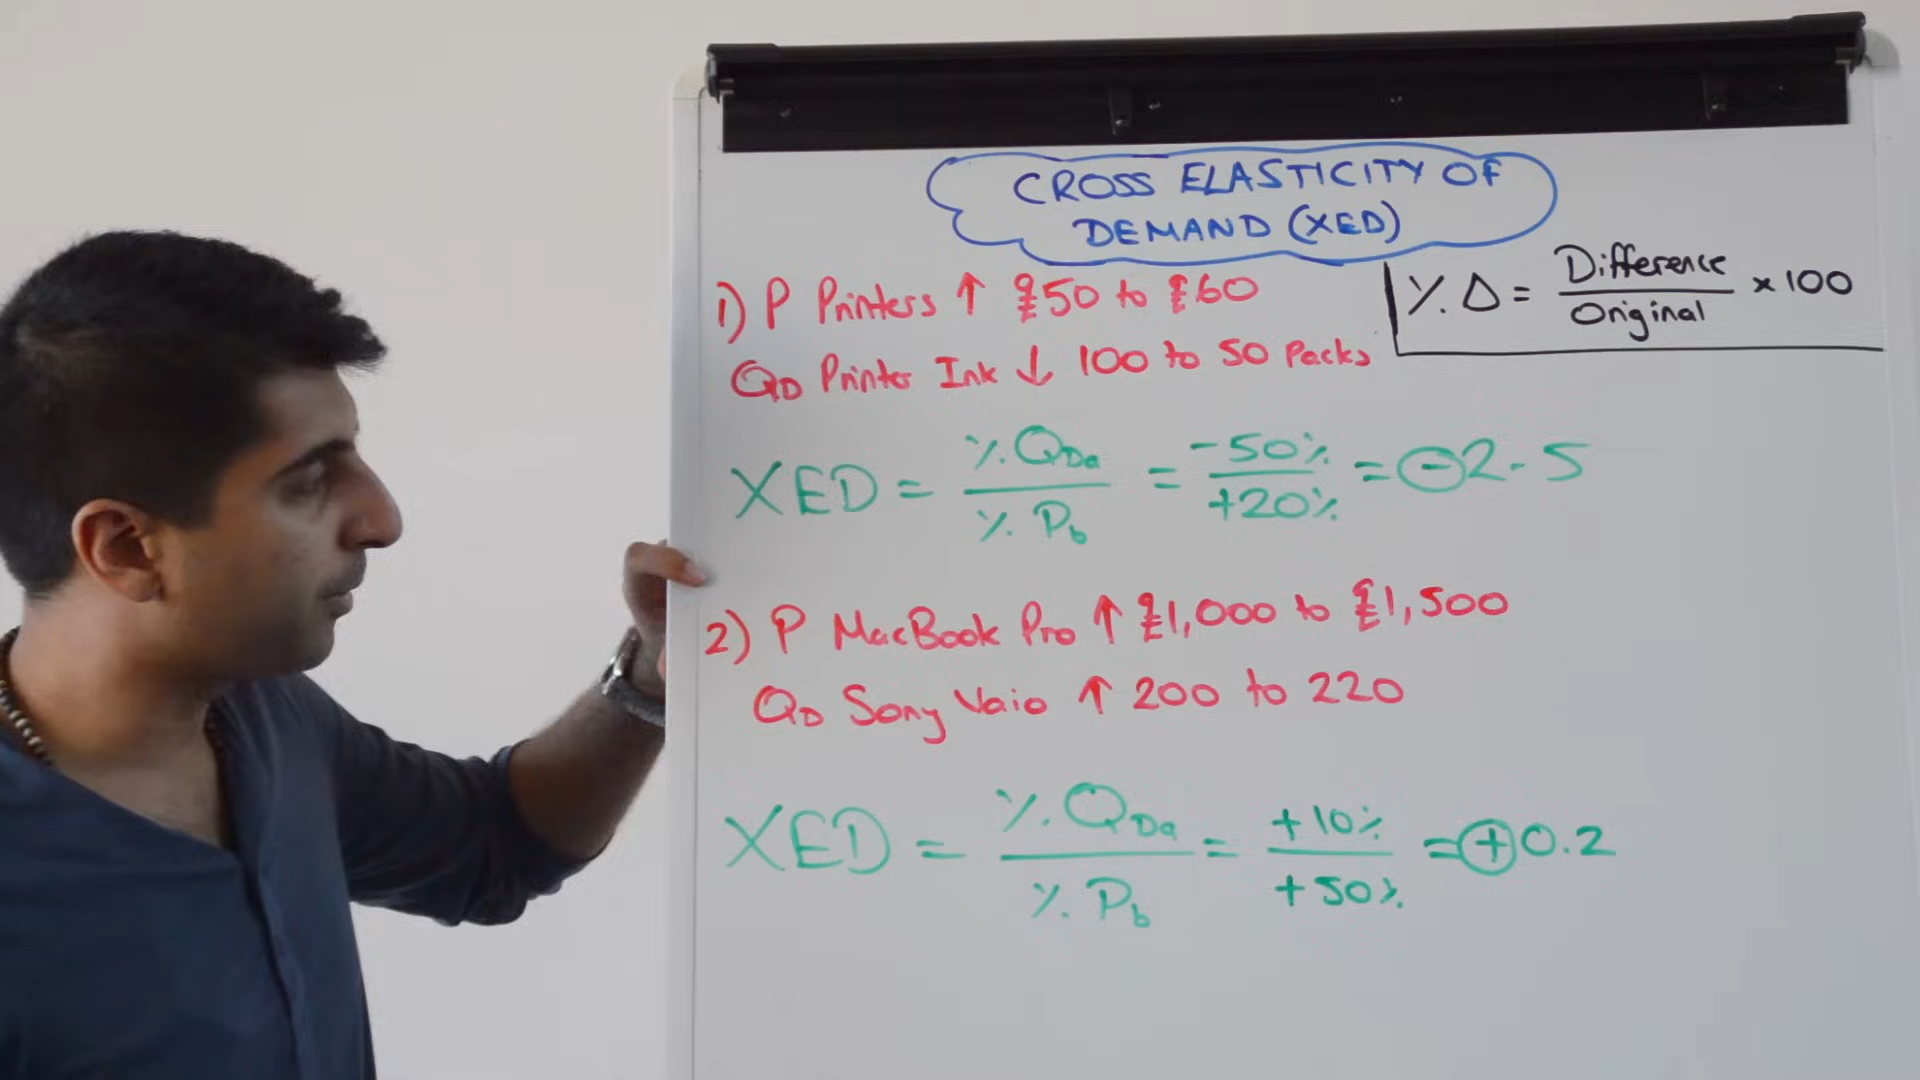 CROSS ELASTICITY OF
DEMAND (XED)
% Δ = Difference / Original × 100
1) P Printers ↑ £50 to £60
QD Printer Ink ↓ 100 to 50 Packs
XED = % QDa / % Pb = -50% / +20% = -2.5
2) P MacBook Pro ↑ £1,000 to £1,500
QD Sony Vaio ↑ 200 to 220
XED = % QDa / % Pb = +10% / +50% = +0.2